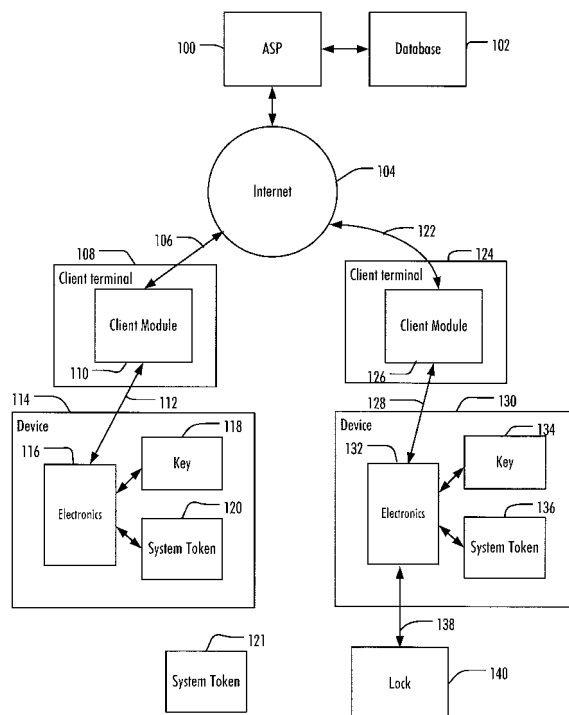 100
ASP
Database
102
Internet
104
106
122
108
Client terminal
Client Module
110
124
Client terminal
Client Module
126
112
114
Device
116
118
Key
Electronics
120
System Token
128
130
Device
132
134
Key
Electronics
136
System Token
121
System Token
138
Lock
140